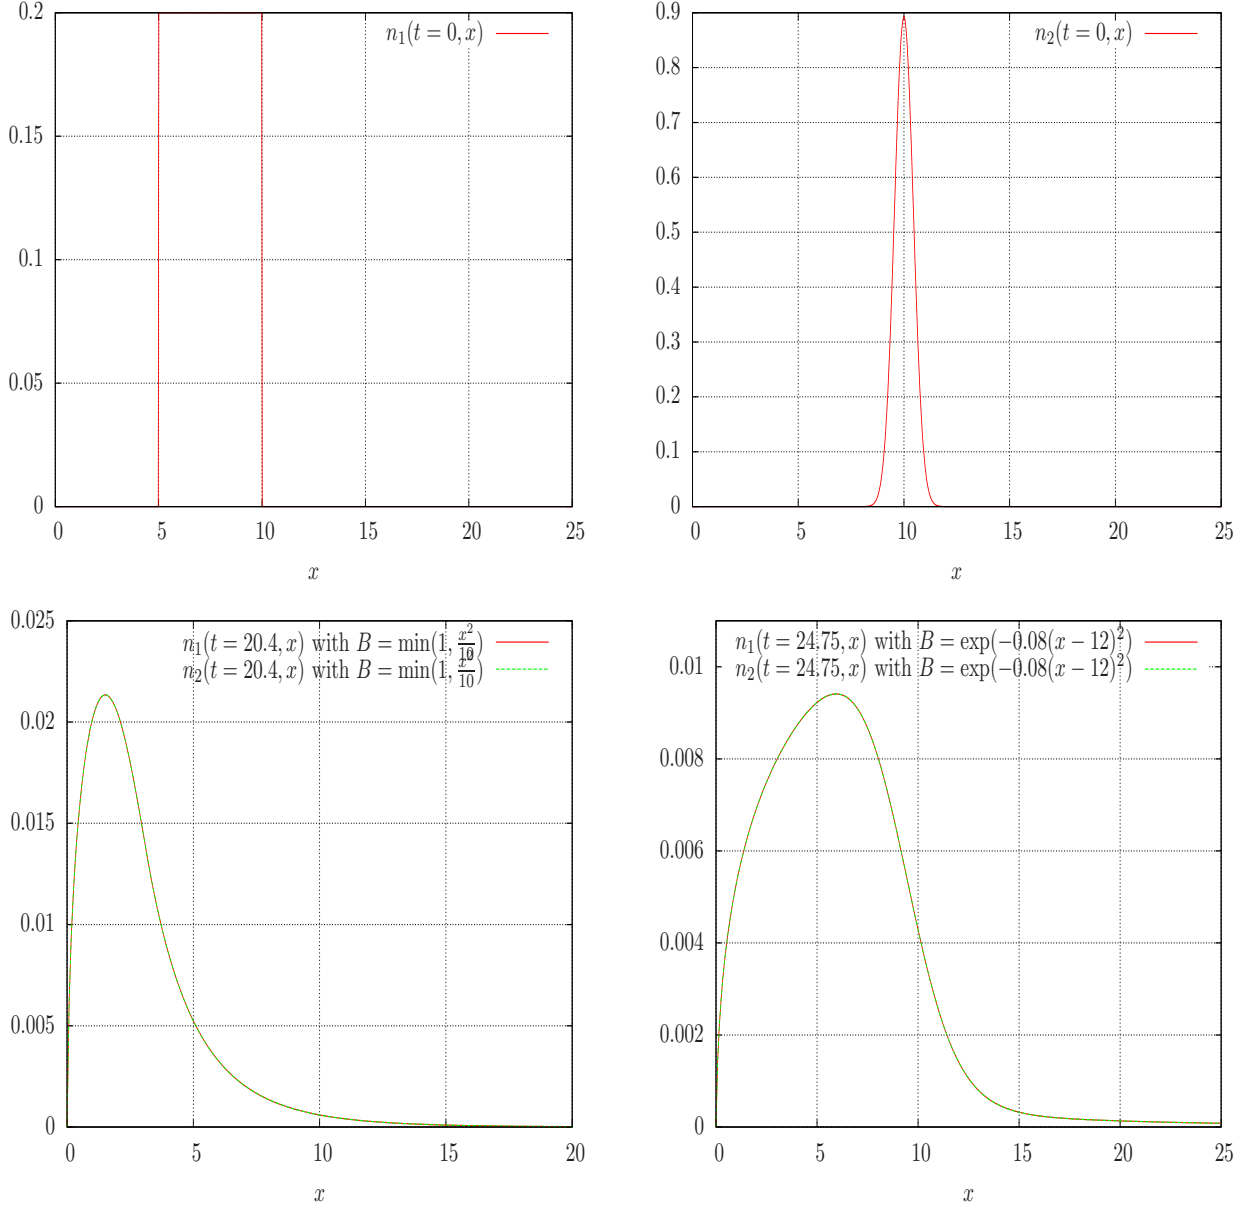 n₁(t = 0, x)
0.2
0.15
0.1
0.05
0
0 5 10 15 20 25
x
n₂(t = 0, x)
0.9
0.8
0.7
0.6
0.5
0.4
0.3
0.2
0.1
0
0 5 10 15 20 25
x
n₁(t = 20.4, x) with B = min(1, x²/10)
n₂(t = 20.4, x) with B = min(1, x²/10)
0.025
0.02
0.015
0.01
0.005
0
0 5 10 15 20
x
n₁(t = 24.75, x) with B = exp(−0.08(x − 12)²)
n₂(t = 24.75, x) with B = exp(−0.08(x − 12)²)
0.01
0.008
0.006
0.004
0.002
0
0 5 10 15 20 25
x